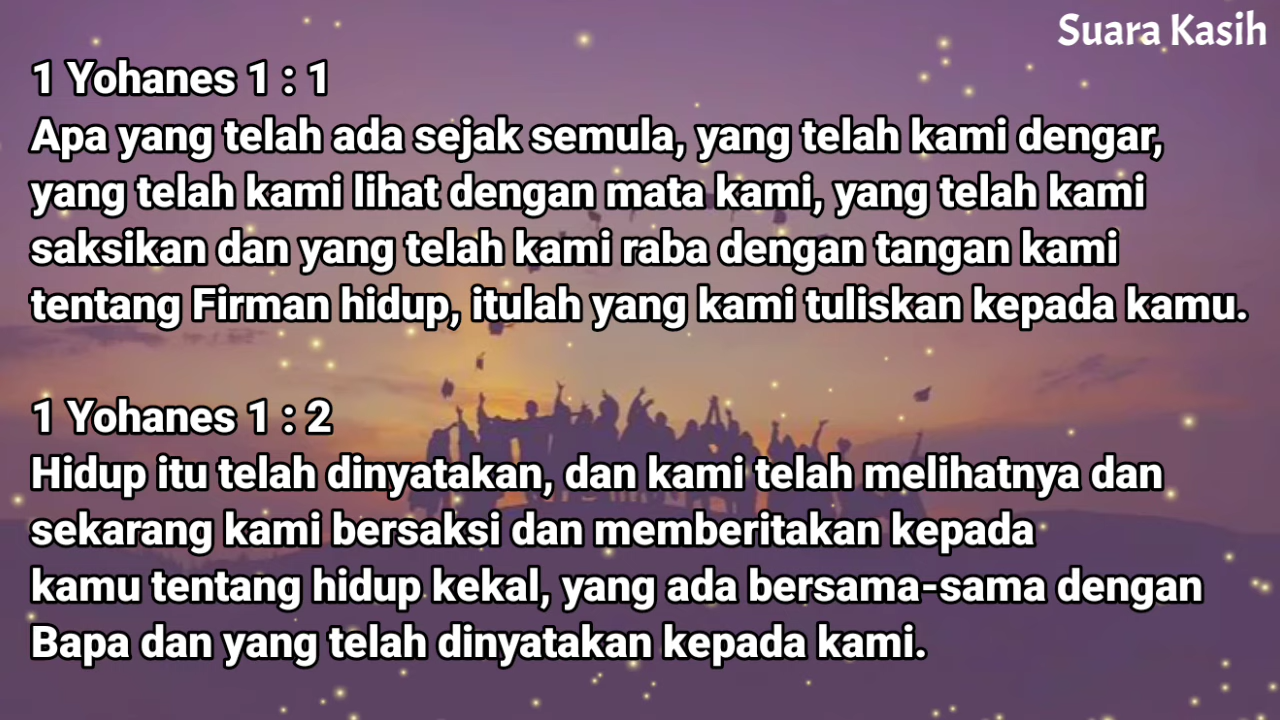 Suara Kasih
1 Yohanes 1 : 1
Apa yang telah ada sejak semula, yang telah kami dengar,
yang telah kami lihat dengan mata kami, yang telah kami
saksikan dan yang telah kami raba dengan tangan kami
tentang Firman hidup, itulah yang kami tuliskan kepada kamu.
1 Yohanes 1 : 2
Hidup itu telah dinyatakan, dan kami telah melihatnya dan
sekarang kami bersaksi dan memberitakan kepada
kamu tentang hidup kekal, yang ada bersama-sama dengan
Bapa dan yang telah dinyatakan kepada kami.